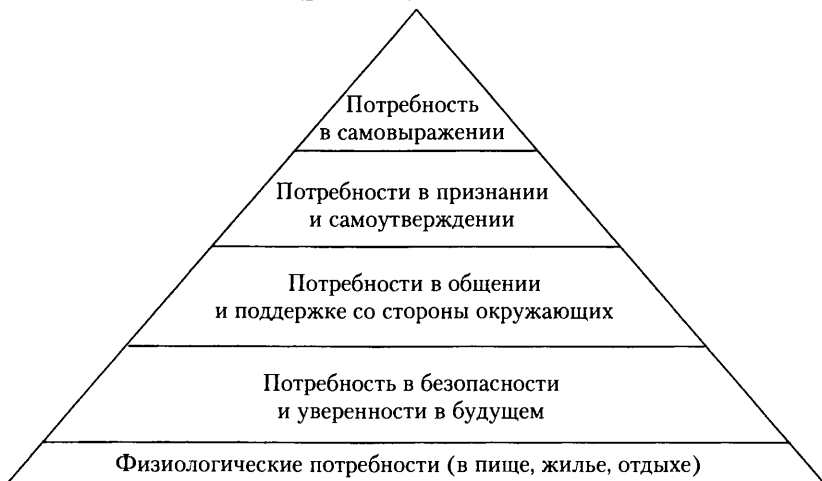 Потребность
в самовыражении
Потребности в признании
и самоутверждении
Потребности в общении
и поддержке со стороны окружающих
Потребность в безопасности
и уверенности в будущем
Физиологические потребности (в пище, жилье, отдыхе)